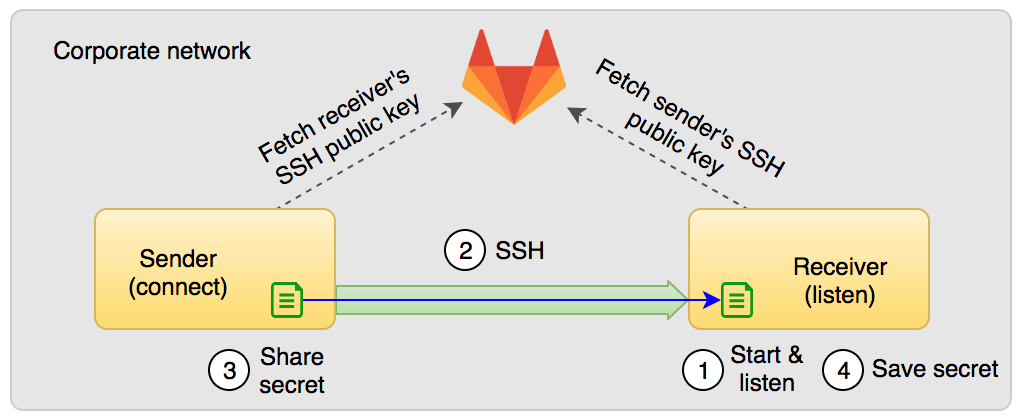 Corporate network
Fetch receiver's
SSH public key
Fetch sender's SSH
public key
Sender
(connect)
2 SSH
Receiver
(listen)
3 Share
secret
1 Start &
listen
4 Save secret